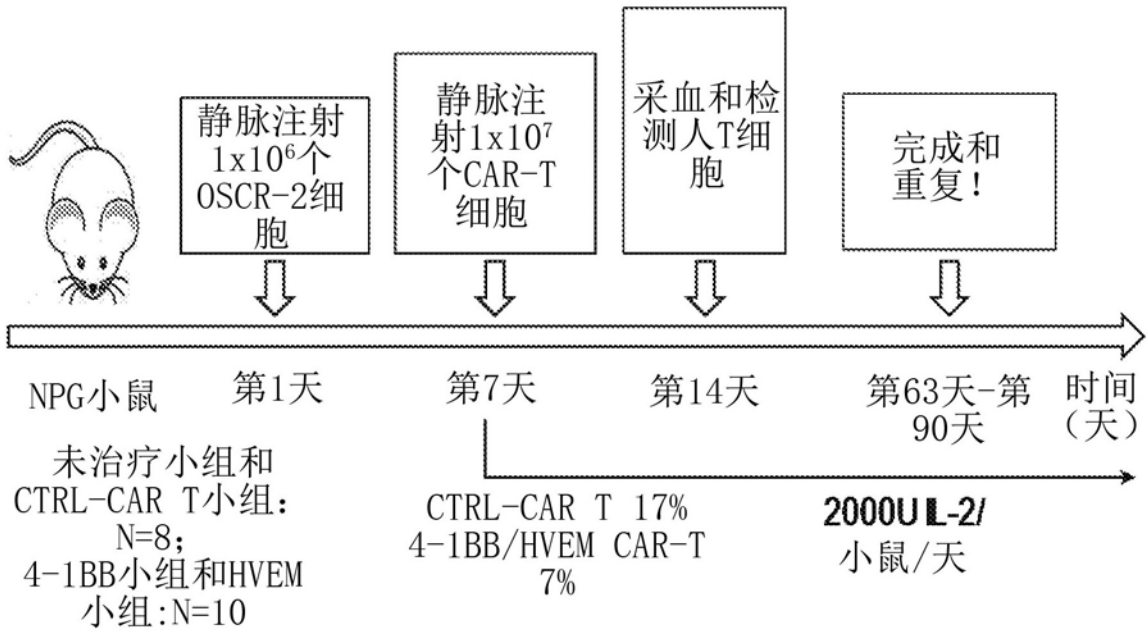 静脉注射
1x10⁶个
OSCR-2细
胞
静脉注
射1x10⁷
个CAR-T
细胞
采血和检
测人T细
胞
完成和
重复！
NPG小鼠
第1天
第7天
第14天
第63天-第
90天
时间
（天）
未治疗小组和
CTRL-CAR T小组：
N=8；
4-1BB小组和HVEM
小组:N=10
CTRL-CAR T 17%
4-1BB/HVEM CAR-T
7%
2000U IL-2/
小鼠/天